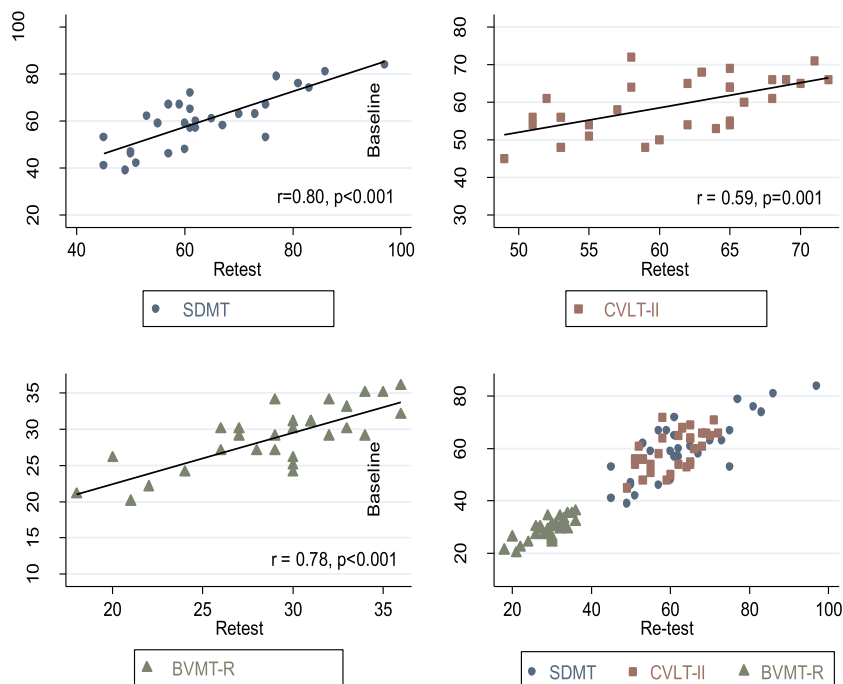 100
80
60
40
20
Baseline
r=0.80, p<0.001
40 60 80 100
Retest
SDMT
80
70
60
50
40
30
r = 0.59, p=0.001
50 55 60 65 70
Retest
CVLT-II
35
30
25
20
15
10
Baseline
r = 0.78, p<0.001
20 25 30 35
Retest
BVMT-R
80
60
40
20
20 40 60 80 100
Re-test
SDMT CVLT-II BVMT-R